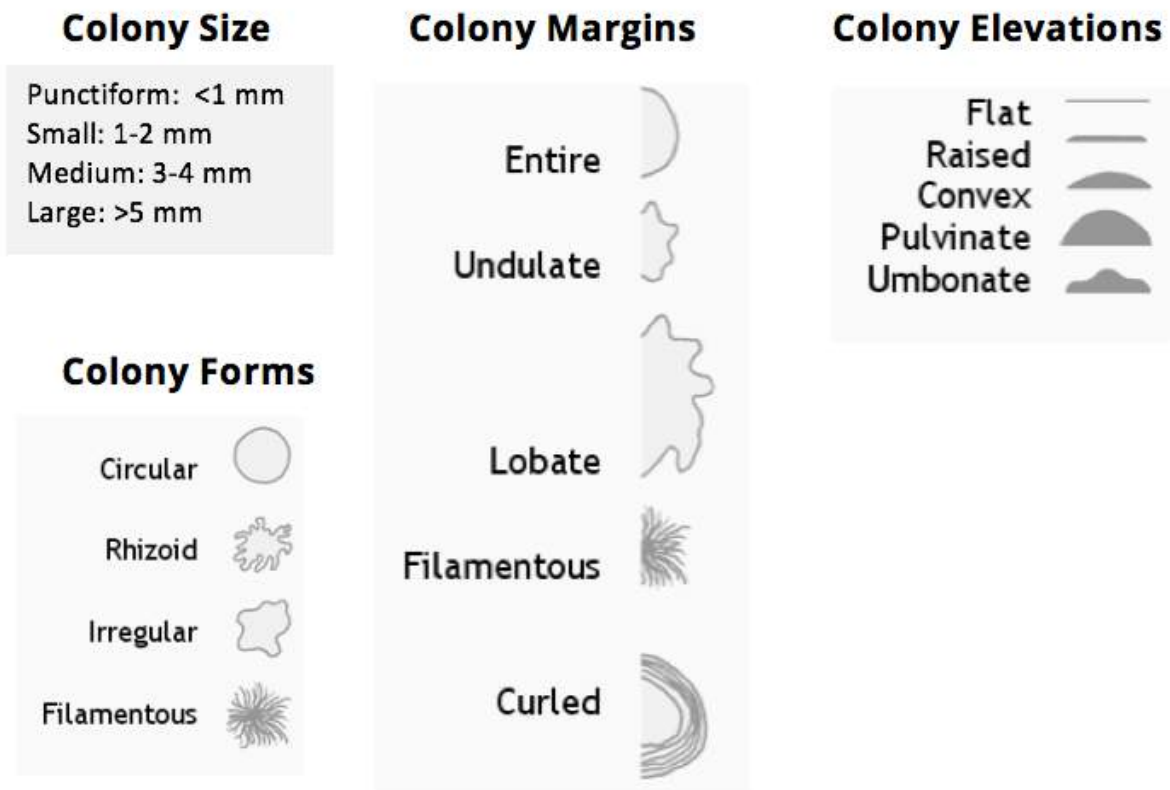 Colony Size
Punctiform: <1 mm
Small: 1-2 mm
Medium: 3-4 mm
Large: >5 mm
Colony Forms
Circular
Rhizoid
Irregular
Filamentous
Colony Margins
Entire
Undulate
Lobate
Filamentous
Curled
Colony Elevations
Flat
Raised
Convex
Pulvinate
Umbonate